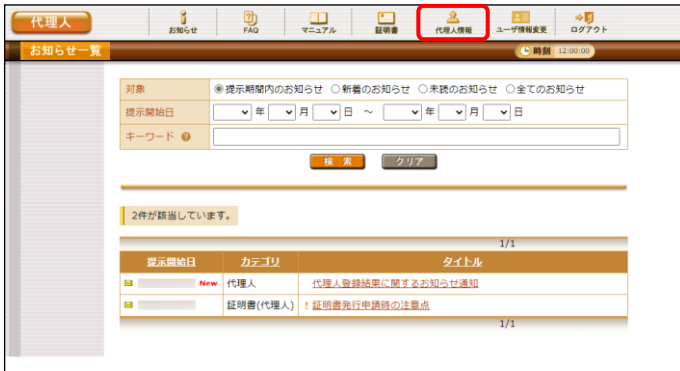 代理人
お知らせ FAQ マニュアル 証明書 代理人情報 ユーザ情報変更 ログアウト
お知らせ一覧 時刻 12:00:00
対象 提示期間内のお知らせ 新着のお知らせ 未読のお知らせ 全てのお知らせ
提示開始日 年 月 日 ～ 年 月 日
キーワード ?
検 索 クリア
2件が該当しています。
1/1
提示開始日 カテゴリ タイトル
New 代理人 代理人登録結果に関するお知らせ通知
証明書(代理人) ! 証明書発行申請時の注意点
1/1